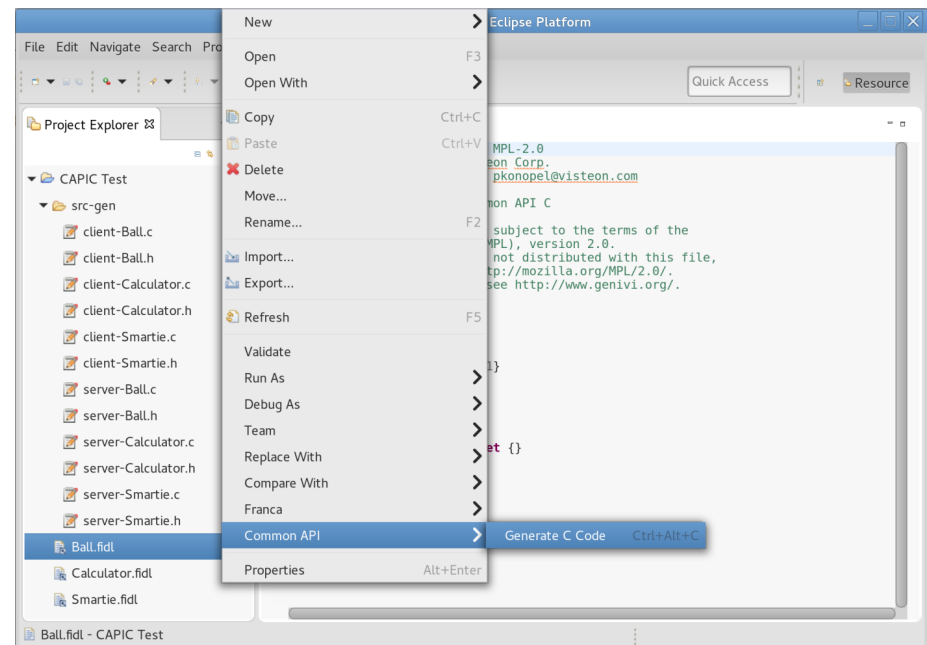 Eclipse Platform
File Edit Navigate Search Pro
Quick Access
Resource
Project Explorer
CAPIC Test
src-gen
client-Ball.c
client-Ball.h
client-Calculator.c
client-Calculator.h
client-Smartie.c
client-Smartie.h
server-Ball.c
server-Ball.h
server-Calculator.c
server-Calculator.h
server-Smartie.c
server-Smartie.h
Ball.fidl
Calculator.fidl
Smartie.fidl
New
Open F3
Open With
Copy Ctrl+C
Paste Ctrl+V
Delete
Move...
Rename... F2
Import...
Export...
Refresh F5
Validate
Run As
Debug As
Team
Replace With
Compare With
Franca
Common API
Properties Alt+Enter
Generate C Code Ctrl+Alt+C
MPL-2.0
eon Corp.
pkonopel@visteon.com
mon API C
subject to the terms of the
MPL), version 2.0.
not distributed with this file,
tp://mozilla.org/MPL/2.0/.
see http://www.genivi.org/.
et {}
Ball.fidl - CAPIC Test